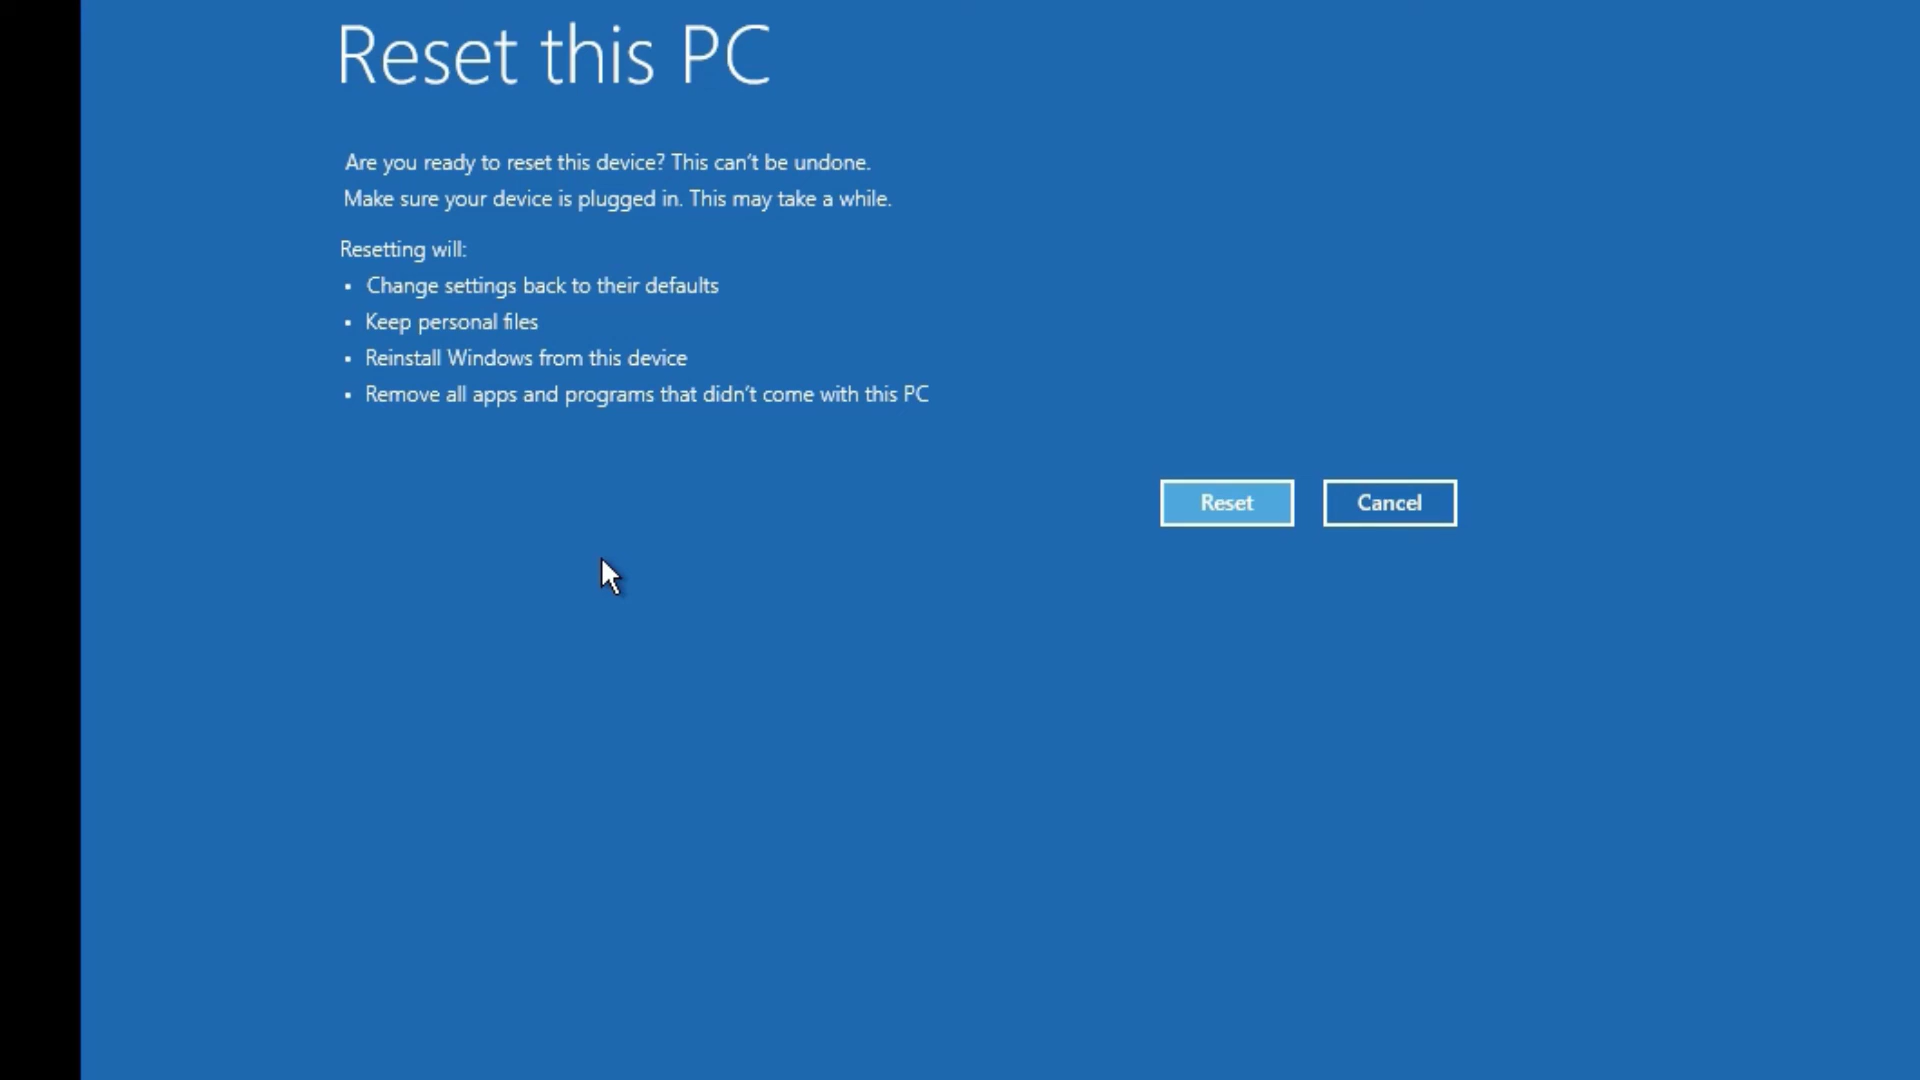 Reset this PC
Are you ready to reset this device? This can't be undone.
Make sure your device is plugged in. This may take a while.
Resetting will:
• Change settings back to their defaults
• Keep personal files
• Reinstall Windows from this device
• Remove all apps and programs that didn't come with this PC
Reset Cancel